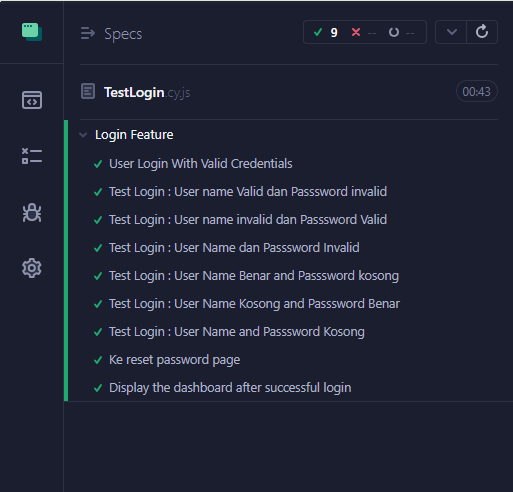 Specs
9 -- --
TestLogin.cy.js 00:43
Login Feature
User Login With Valid Credentials
Test Login : User name Valid dan Passsword invalid
Test Login : User name invalid dan Passsword Valid
Test Login : User Name dan Passsword Invalid
Test Login : User Name Benar and Passsword kosong
Test Login : User Name Kosong and Passsword Benar
Test Login : User Name and Passsword Kosong
Ke reset password page
Display the dashboard after successful login